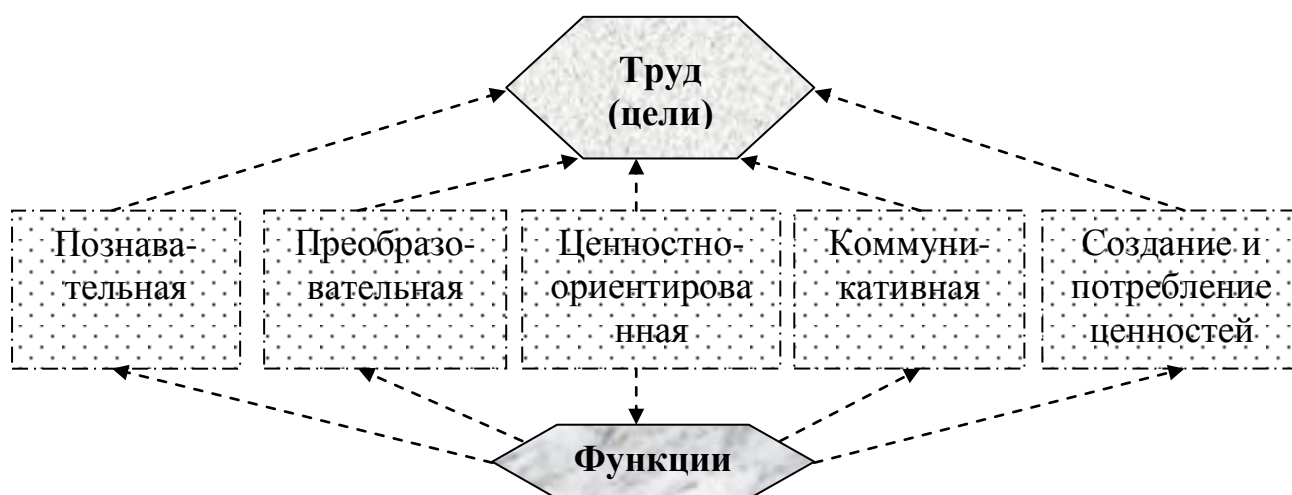 Труд
(цели)
Познава-
тельная
Преобразо-
вательная
Ценностно-
ориентирова
нная
Коммуни-
кативная
Создание и
потребление
ценностей
Функции